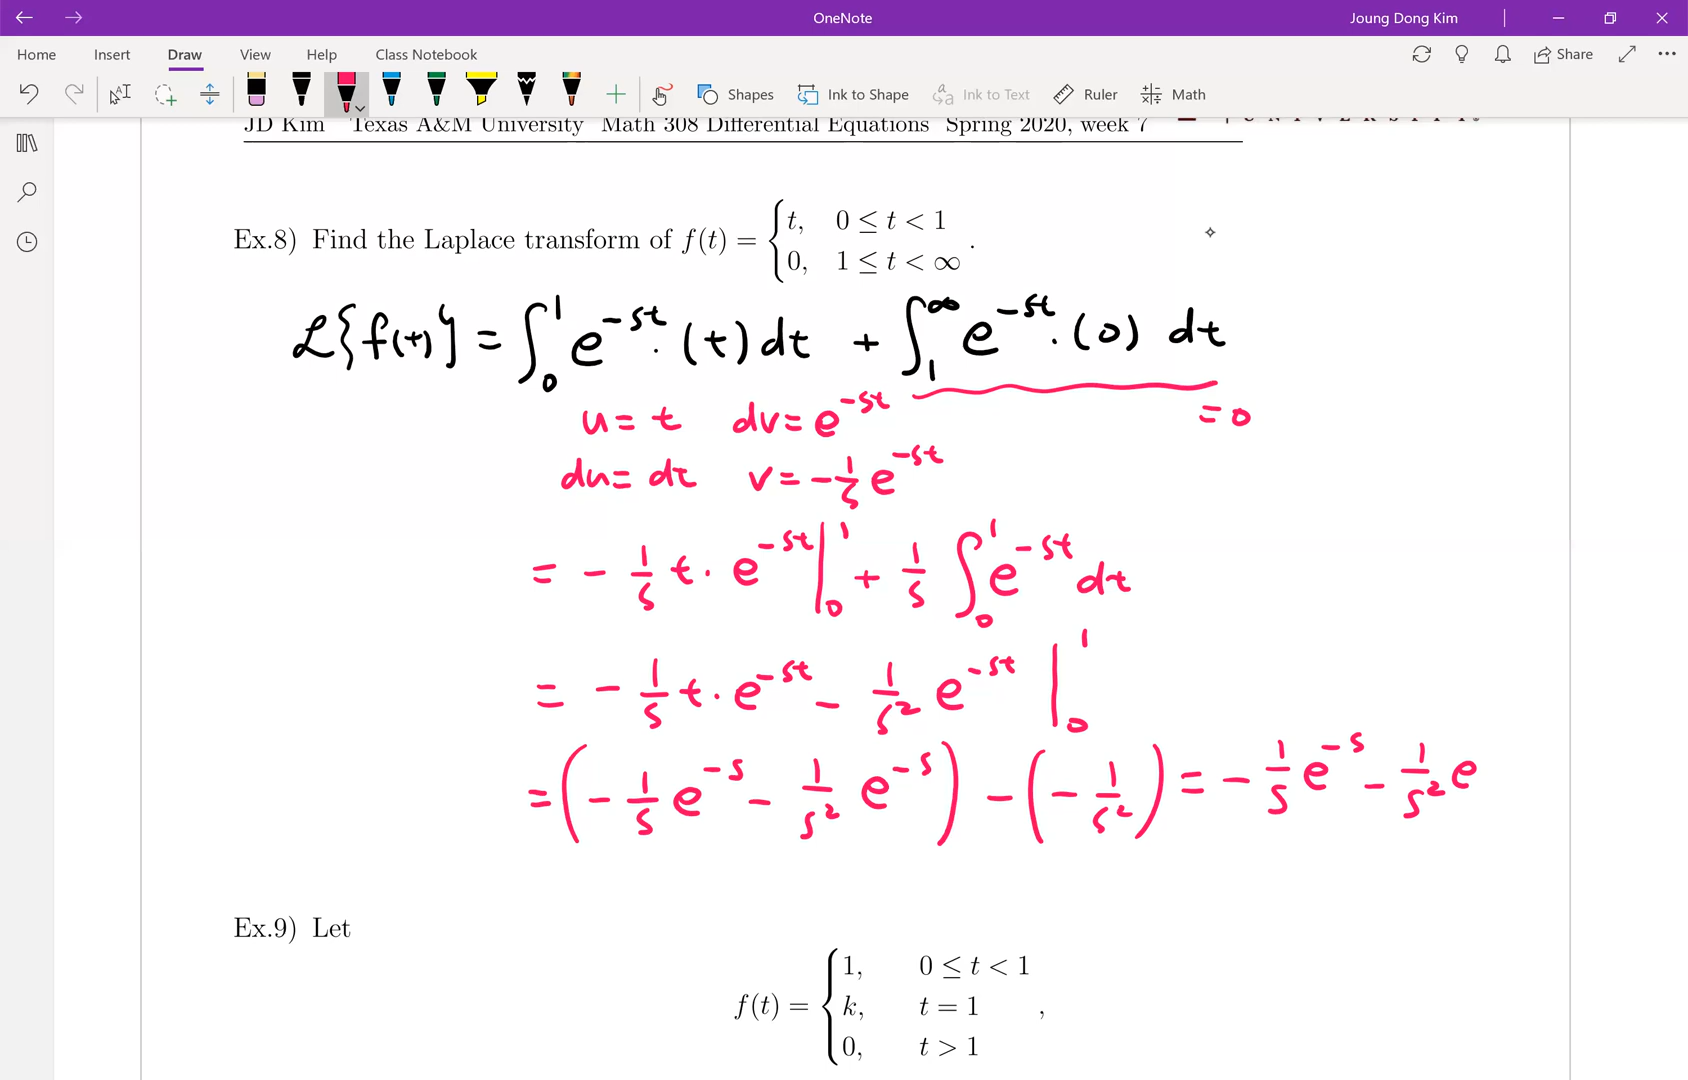 OneNote
Joung Dong Kim
Home Insert Draw View Help Class Notebook
Share
Shapes Ink to Shape Ink to Text Ruler Math
JD Kim Texas A&M University Math 308 Differential Equations Spring 2020, week 7
UNIVERSITY
Ex.8) Find the Laplace transform of f(t) = { t, 0 ≤ t < 1
0, 1 ≤ t < ∞ .
ℒ{f(t)} = ∫₀¹ e^{-st}·(t) dt + ∫₁^∞ e^{-st}·(0) dt
= 0
u = t dv = e^{-st}
du = dt v = -1/s e^{-st}
= -1/s t·e^{-st} |₀¹ + 1/s ∫₀¹ e^{-st} dt
= -1/s t·e^{-st} - 1/s² e^{-st} |₀¹
= (-1/s e^{-s} - 1/s² e^{-s}) - (-1/s²) = -1/s e^{-s} - 1/s² e
Ex.9) Let
f(t) = { 1, 0 ≤ t < 1
k, t = 1
0, t > 1 ,